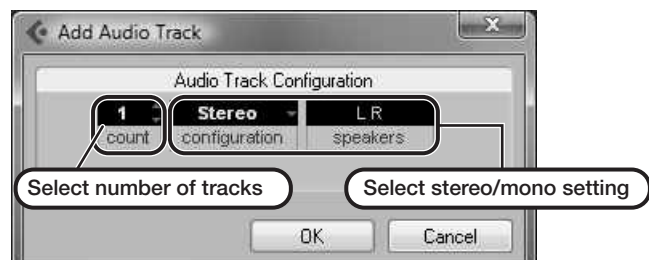 Add Audio Track
Audio Track Configuration
1 Stereo L R
count configuration speakers
Select number of tracks Select stereo/mono setting
OK Cancel